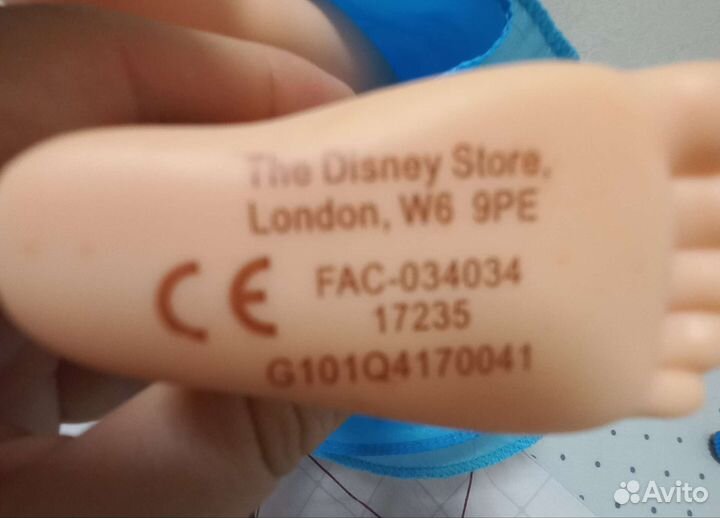 The Disney Store,
London, W6 9PE
CE FAC-034034
17235
G101Q4170041
Avito